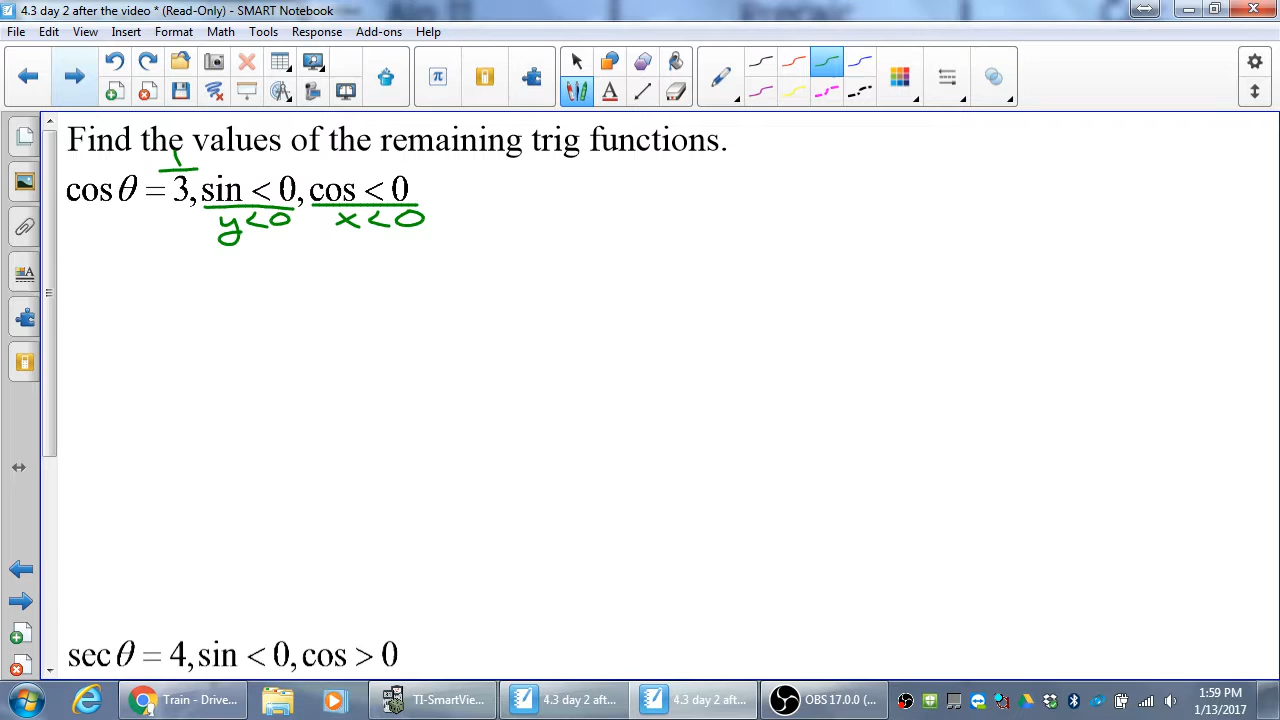 4.3 day 2 after the video * (Read-Only) - SMART Notebook
File Edit View Insert Format Math Tools Response Add-ons Help
π
A
Find the values of the remaining trig functions.
1
cos θ = 3, sin < 0, cos < 0
y<0 x<0
sec θ = 4, sin < 0, cos > 0
Train - Drive...
TI-SmartVie...
4.3 day 2 afte...
4.3 day 2 afte...
OBS 17.0.0 (...
1:59 PM
1/13/2017